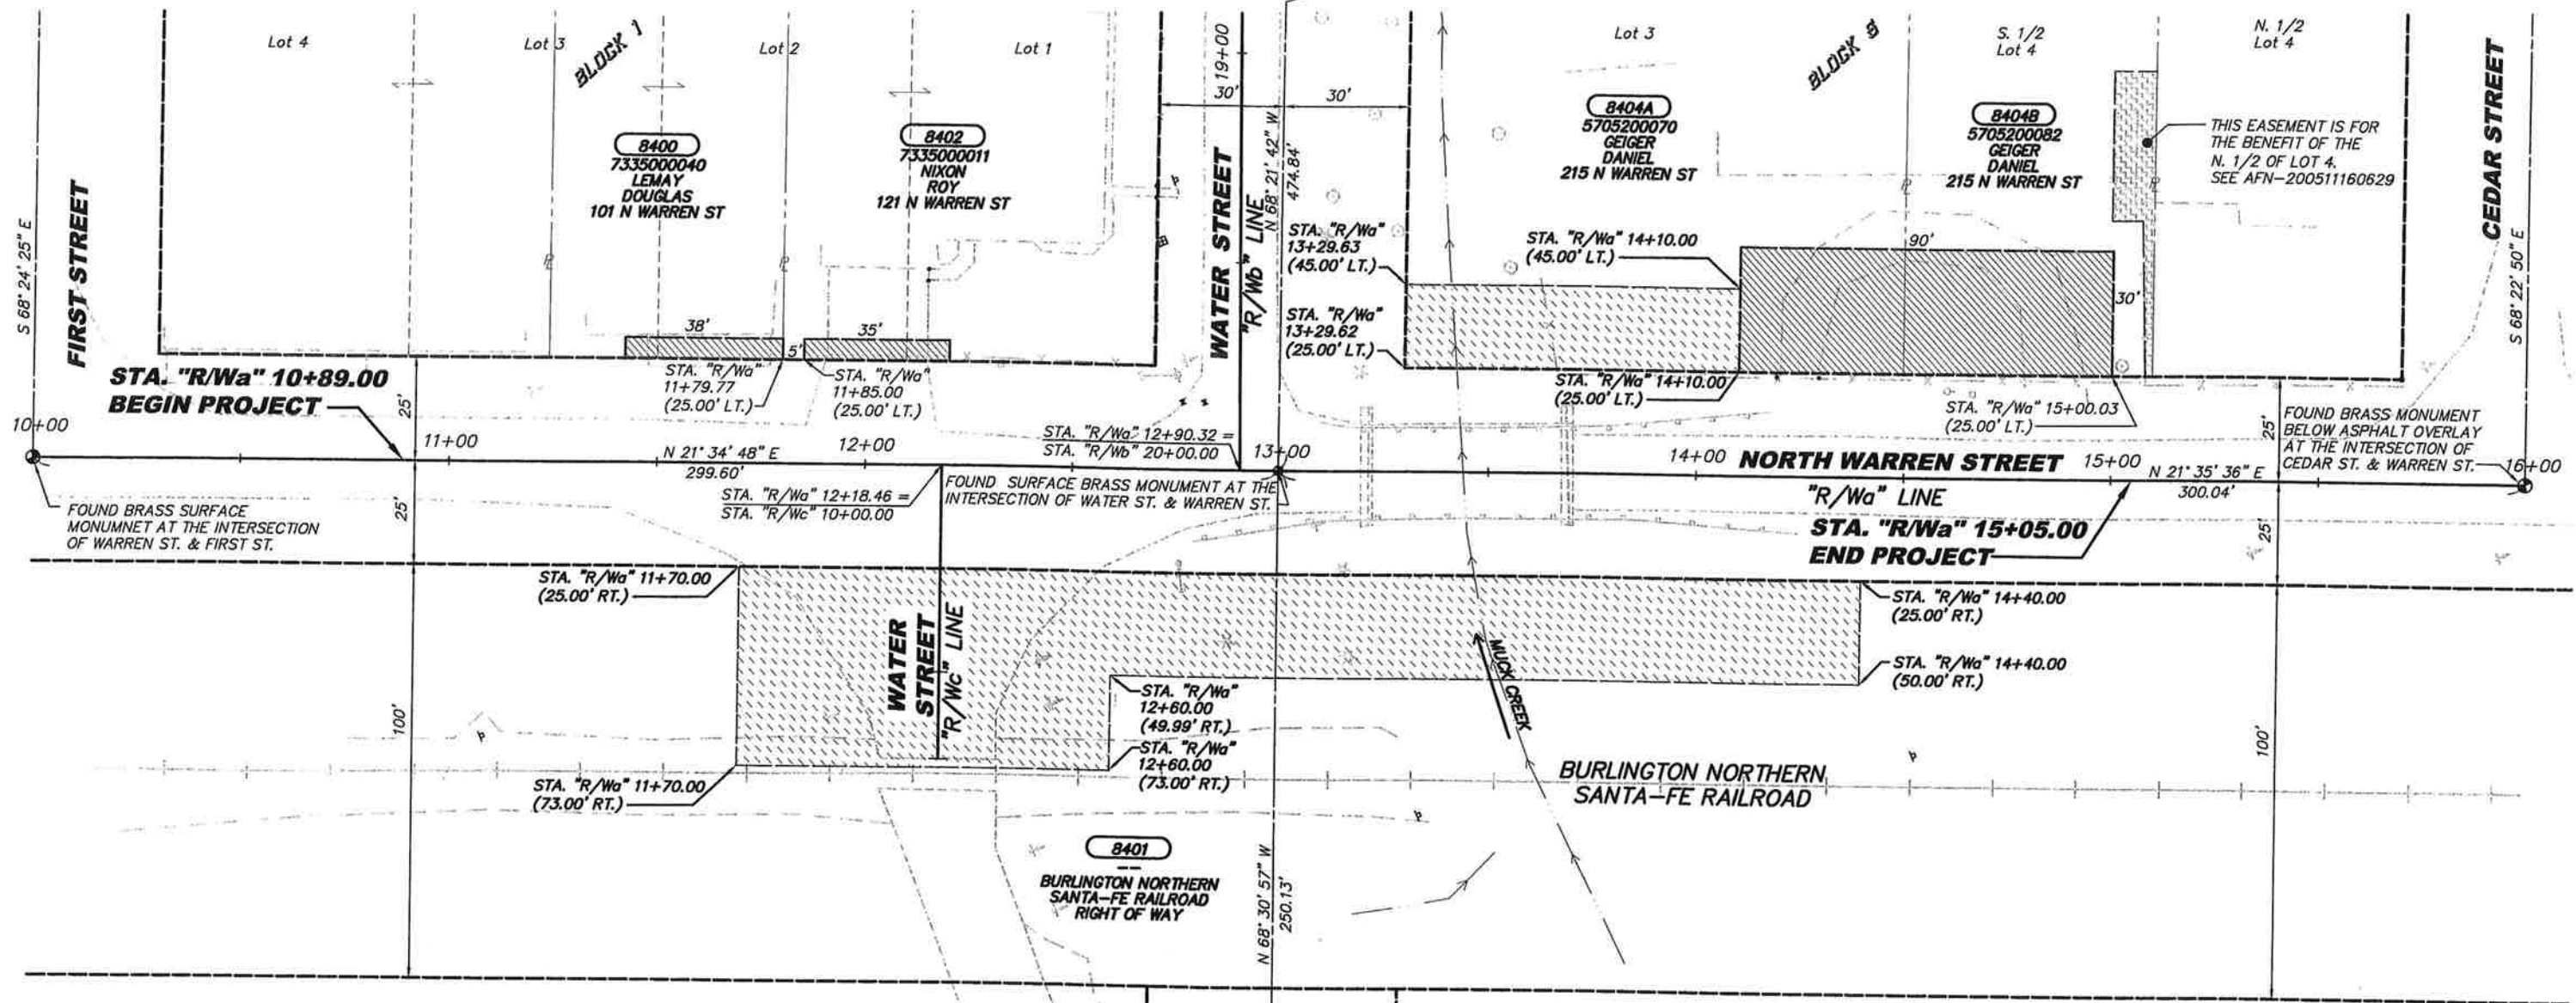 Lot 4
Lot 3
BLOCK 1
Lot 2
Lot 1
19+00
30'
30'
Lot 3
BLOCK 8
S. 1/2
Lot 4
N. 1/2
Lot 4
CEDAR STREET
S 68° 22' 50" E
S 68° 24' 25" E
FIRST STREET
8400
7335000040
LEMAY
DOUGLAS
101 N WARREN ST
8402
7335000011
NIXON
ROY
121 N WARREN ST
WATER STREET
"R/Wb" LINE
N 68° 21' 42" W
474.84'
8404A
5705200070
GEIGER
DANIEL
215 N WARREN ST
8404B
5705200082
GEIGER
DANIEL
215 N WARREN ST
THIS EASEMENT IS FOR
THE BENEFIT OF THE
N. 1/2 OF LOT 4.
SEE AFN-200511160629
STA. "R/Wa"
13+29.63
(45.00' LT.)
STA. "R/Wa" 14+10.00
(45.00' LT.)
90'
30'
STA. "R/Wa"
13+29.62
(25.00' LT.)
38'
5'
35'
STA. "R/Wa"
11+79.77
(25.00' LT.)
STA. "R/Wa"
11+85.00
(25.00' LT.)
STA. "R/Wa" 14+10.00
(25.00' LT.)
STA. "R/Wa" 15+00.03
(25.00' LT.)
STA. "R/Wa" 10+89.00
BEGIN PROJECT
25'
25'
FOUND BRASS MONUMENT
BELOW ASPHALT OVERLAY
AT THE INTERSECTION OF
CEDAR ST. & WARREN ST.
10+00
11+00
N 21° 34' 48" E
299.60'
12+00
STA. "R/Wa" 12+90.32 =
STA. "R/Wb" 20+00.00
13+00
14+00
NORTH WARREN STREET
15+00
N 21° 35' 36" E
300.04'
16+00
"R/Wa" LINE
STA. "R/Wa" 15+05.00
END PROJECT
25'
25'
FOUND BRASS SURFACE
MONUMNET AT THE INTERSECTION
OF WARREN ST. & FIRST ST.
STA. "R/Wa" 12+18.46 =
STA. "R/Wc" 10+00.00
FOUND SURFACE BRASS MONUMENT AT THE
INTERSECTION OF WATER ST. & WARREN ST.
STA. "R/Wa" 11+70.00
(25.00' RT.)
WATER
STREET
"R/Wc" LINE
STA. "R/Wa" 14+40.00
(25.00' RT.)
STA. "R/Wa" 14+40.00
(50.00' RT.)
STA. "R/Wa"
12+60.00
(49.99' RT.)
STA. "R/Wa"
12+60.00
(73.00' RT.)
MUCK CREEK
100'
100'
STA. "R/Wa" 11+70.00
(73.00' RT.)
BURLINGTON NORTHERN
SANTA-FE RAILROAD
8401
--
BURLINGTON NORTHERN
SANTA-FE RAILROAD
RIGHT OF WAY
N 68° 30' 57" W
250.13'